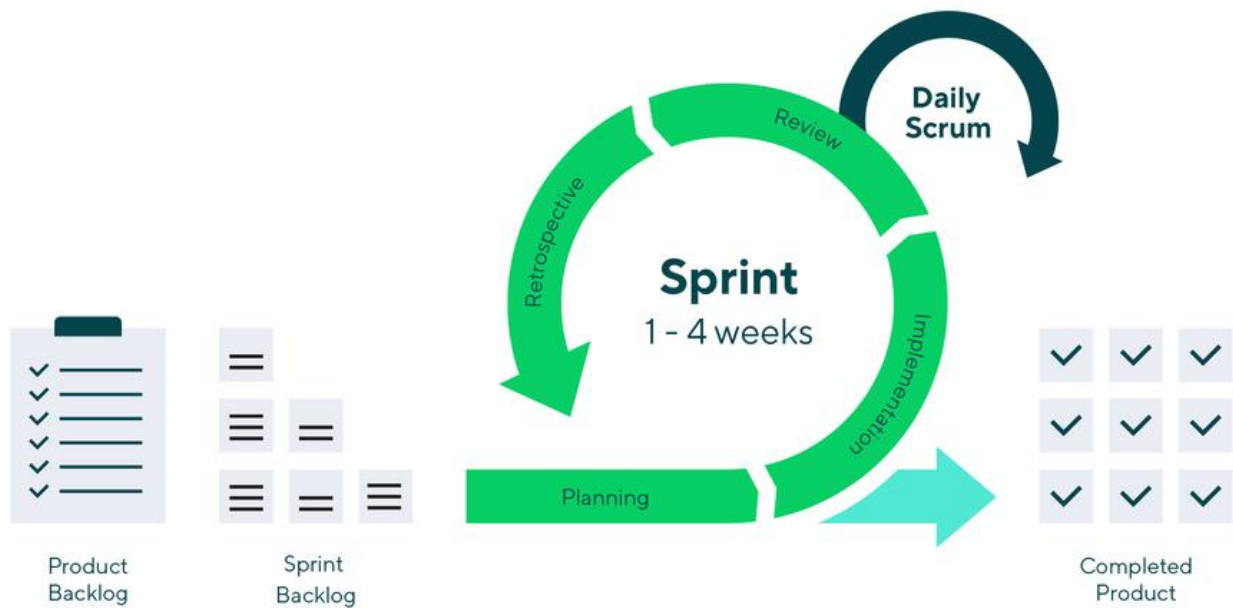 Daily
Scrum
Review
Retrospective
Sprint
1 - 4 weeks
Implementation
Planning
Product
Backlog
Sprint
Backlog
Completed
Product